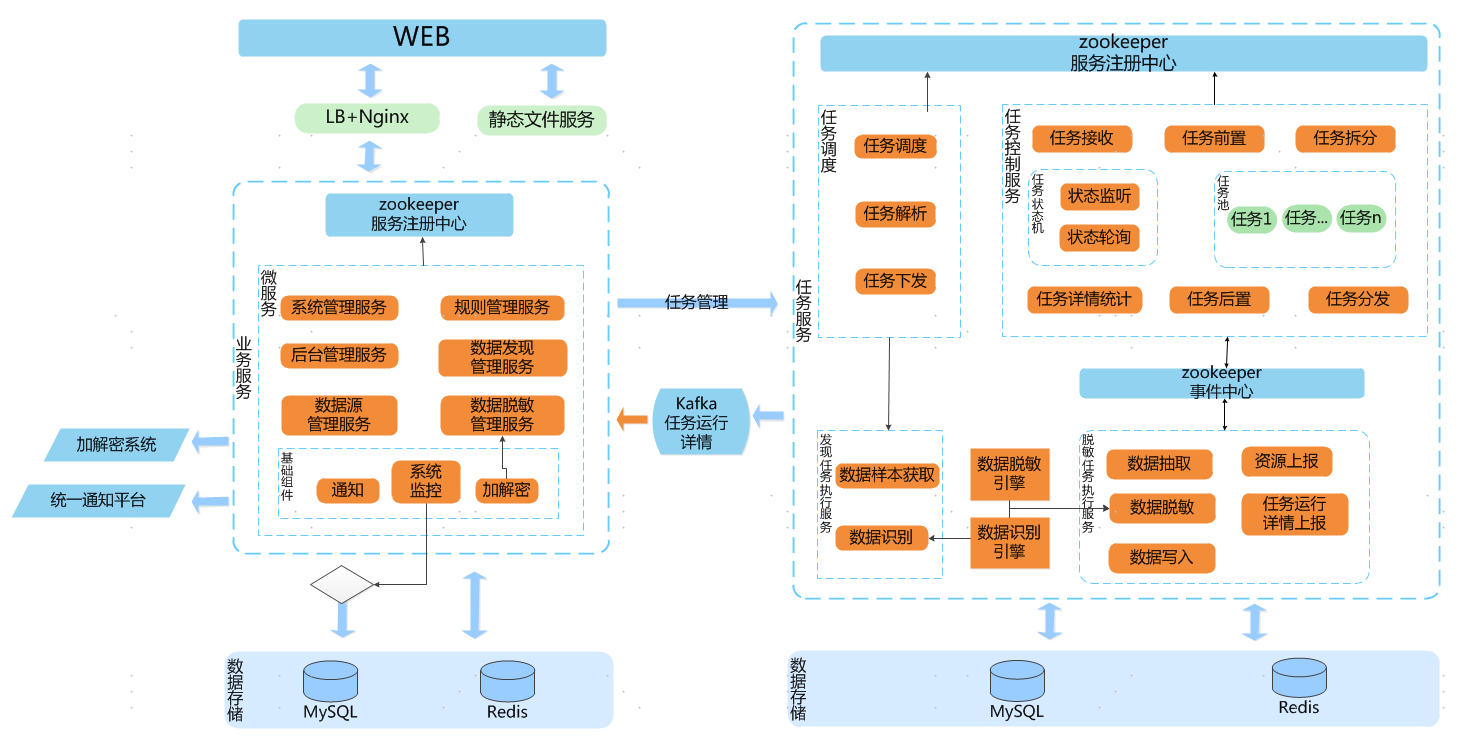 WEB
LB+Nginx
静态文件服务
zookeeper
服务注册中心
业务服务
微服务
系统管理服务
规则管理服务
后台管理服务
数据发现
管理服务
数据源
管理服务
数据脱敏
管理服务
基础组件
通知
系统
监控
加解密
加解密系统
统一通知平台
数据存储
MySQL
Redis
任务管理
Kafka
任务运行
详情
zookeeper
服务注册中心
任务服务
任务调度
任务调度
任务解析
任务下发
任务控制服务
任务接收
任务前置
任务拆分
任务状态机
状态监听
状态轮询
任务池
任务1
任务...
任务n
任务详情统计
任务后置
任务分发
zookeeper
事件中心
发现任务执行服务
数据样本获取
数据识别
数据脱敏
引擎
数据识别
引擎
脱敏任务执行服务
数据抽取
资源上报
数据脱敏
任务运行
详情上报
数据写入
数据存储
MySQL
Redis